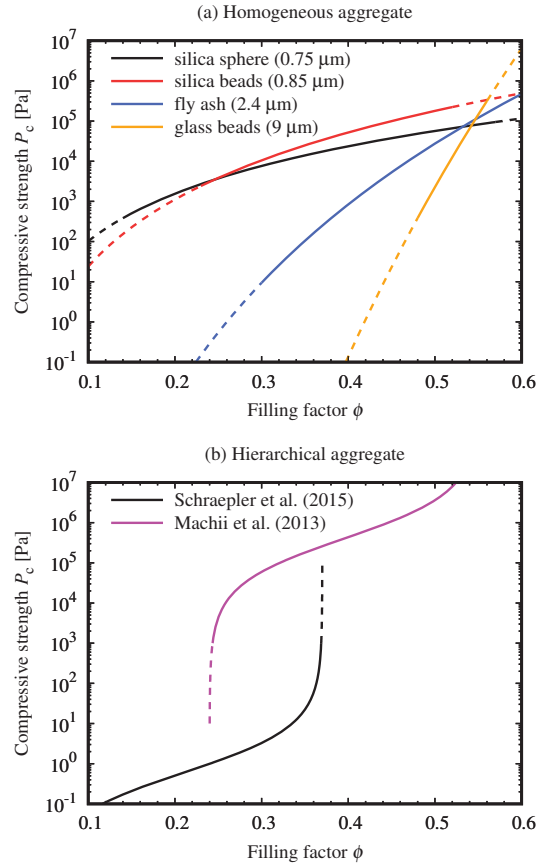 (a) Homogeneous aggregate
Compressive strength P_c [Pa]
10^7
10^6
10^5
10^4
10^3
10^2
10^1
10^0
10^-1
silica sphere (0.75 μm)
silica beads (0.85 μm)
fly ash (2.4 μm)
glass beads (9 μm)
0.1 0.2 0.3 0.4 0.5 0.6
Filling factor ϕ
(b) Hierarchical aggregate
Compressive strength P_c [Pa]
10^7
10^6
10^5
10^4
10^3
10^2
10^1
10^0
10^-1
Schraepler et al. (2015)
Machii et al. (2013)
0.1 0.2 0.3 0.4 0.5 0.6
Filling factor ϕ